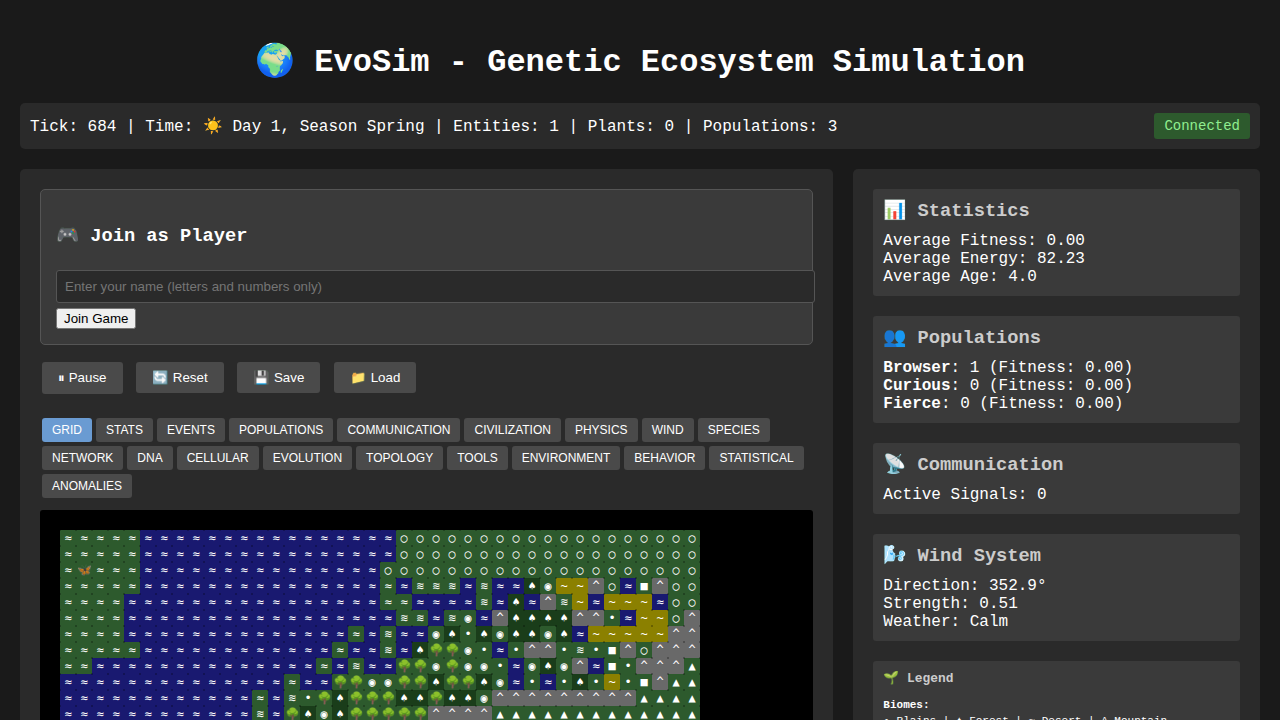 🌍 EvoSim - Genetic Ecosystem Simulation
Tick: 684 | Time: ☀️ Day 1, Season Spring | Entities: 1 | Plants: 0 | Populations: 3
Connected
🎮 Join as Player
Enter your name (letters and numbers only)
Join Game
⏸ Pause
🔄 Reset
💾 Save
📁 Load
GRID STATS EVENTS POPULATIONS COMMUNICATION CIVILIZATION PHYSICS WIND SPECIES
NETWORK DNA CELLULAR EVOLUTION TOPOLOGY TOOLS ENVIRONMENT BEHAVIOR STATISTICAL
ANOMALIES
📊 Statistics
Average Fitness: 0.00
Average Energy: 82.23
Average Age: 4.0
👥 Populations
Browser: 1 (Fitness: 0.00)
Curious: 0 (Fitness: 0.00)
Fierce: 0 (Fitness: 0.00)
📡 Communication
Active Signals: 0
🌬️ Wind System
Direction: 352.9°
Strength: 0.51
Weather: Calm
🌱 Legend
Biomes:
• Plains | ♠ Forest | ~ Desert | ^ Mountain